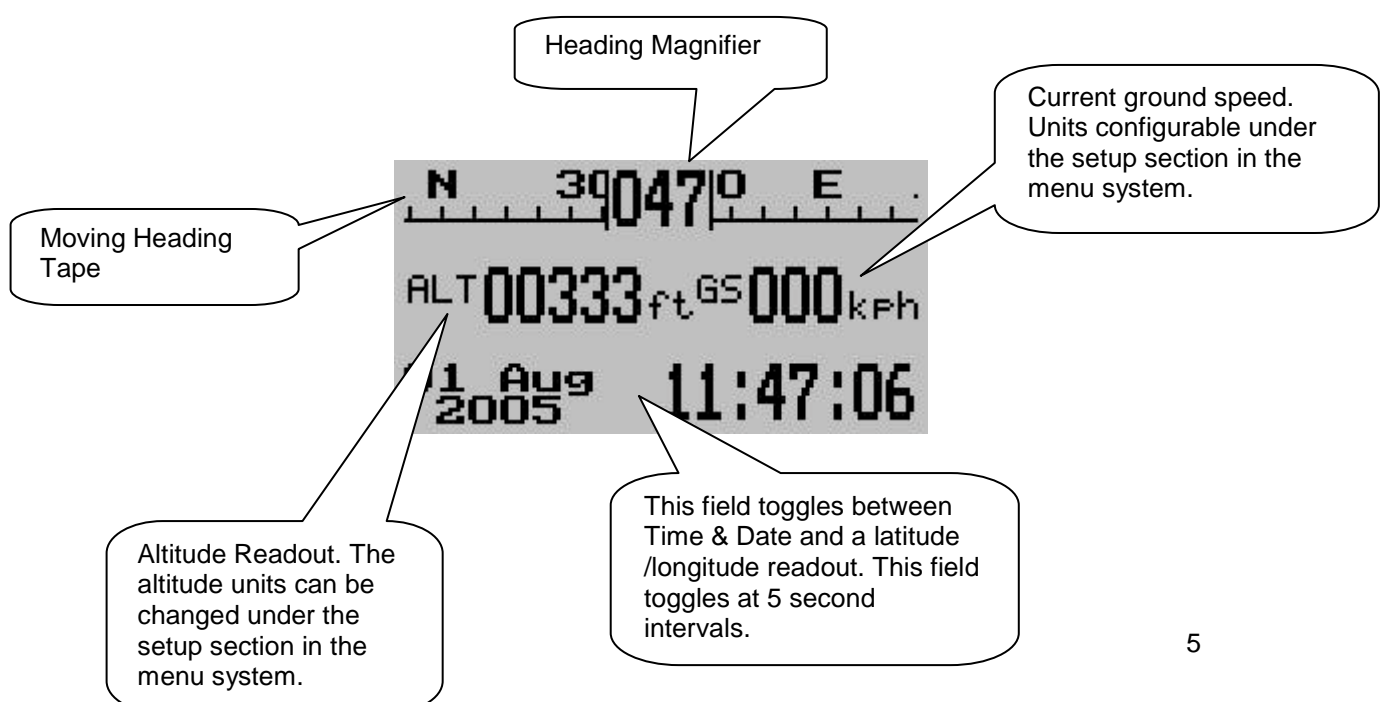 Heading Magnifier
Current ground speed.
Units configurable under
the setup section in the
menu system.
Moving Heading
Tape
N 30 047 0 E
ALT 00333 ft GS 000 kph
1 Aug
2005
11:47:06
Altitude Readout. The
altitude units can be
changed under the
setup section in the
menu system.
This field toggles between
Time & Date and a latitude
/longitude readout. This field
toggles at 5 second
intervals.
5